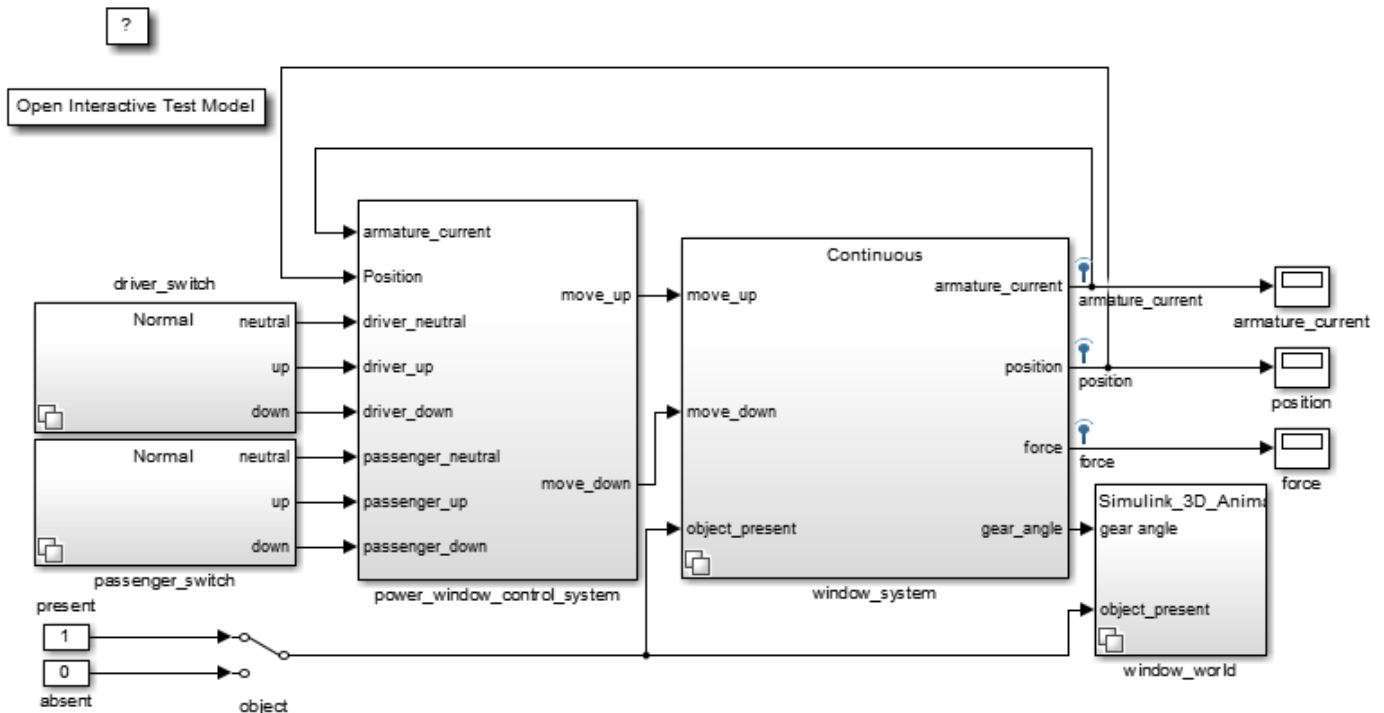 ?
Open Interactive Test Model
driver_switch
Normal
neutral
up
down
Normal
neutral
up
down
passenger_switch
armature_current
Position
driver_neutral
driver_up
driver_down
passenger_neutral
passenger_up
passenger_down
move_up
move_down
power_window_control_system
Continuous
move_up
move_down
object_present
armature_current
position
force
gear_angle
window_system
armature_current
position
force
armature_current
position
force
Simulink_3D_Anima
gear angle
object_present
window_world
present
1
0
absent
object